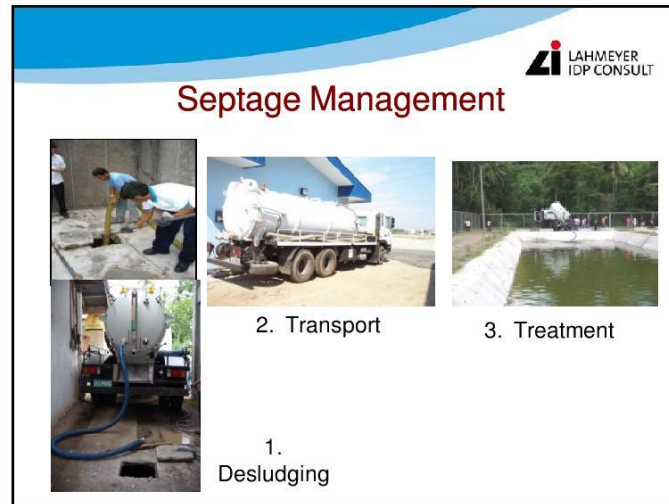 LAHMEYER
IDP CONSULT
Septage Management
2. Transport
3. Treatment
1.
Desludging